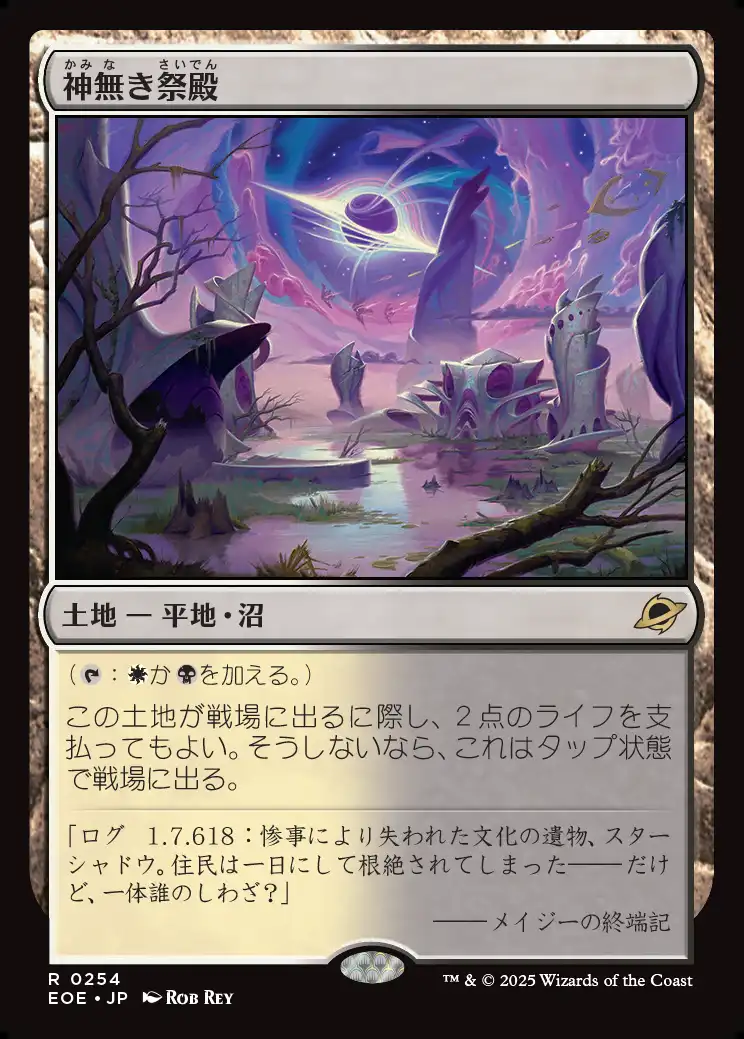 かみ な さいでん
神無き祭殿
土地 — 平地・沼
（ : か を加える。）
この土地が戦場に出るに際し、２点のライフを支
払ってもよい。そうしないなら、これはタップ状態
で戦場に出る。
「ログ 1.7.618：惨事により失われた文化の遺物、スター
シャドウ。住民は一日にして根絶されてしまった──だけ
ど、一体誰のしわざ？」
── メイジーの終端記
R 0254
EOE • JP Rob Rey
™ & © 2025 Wizards of the Coast